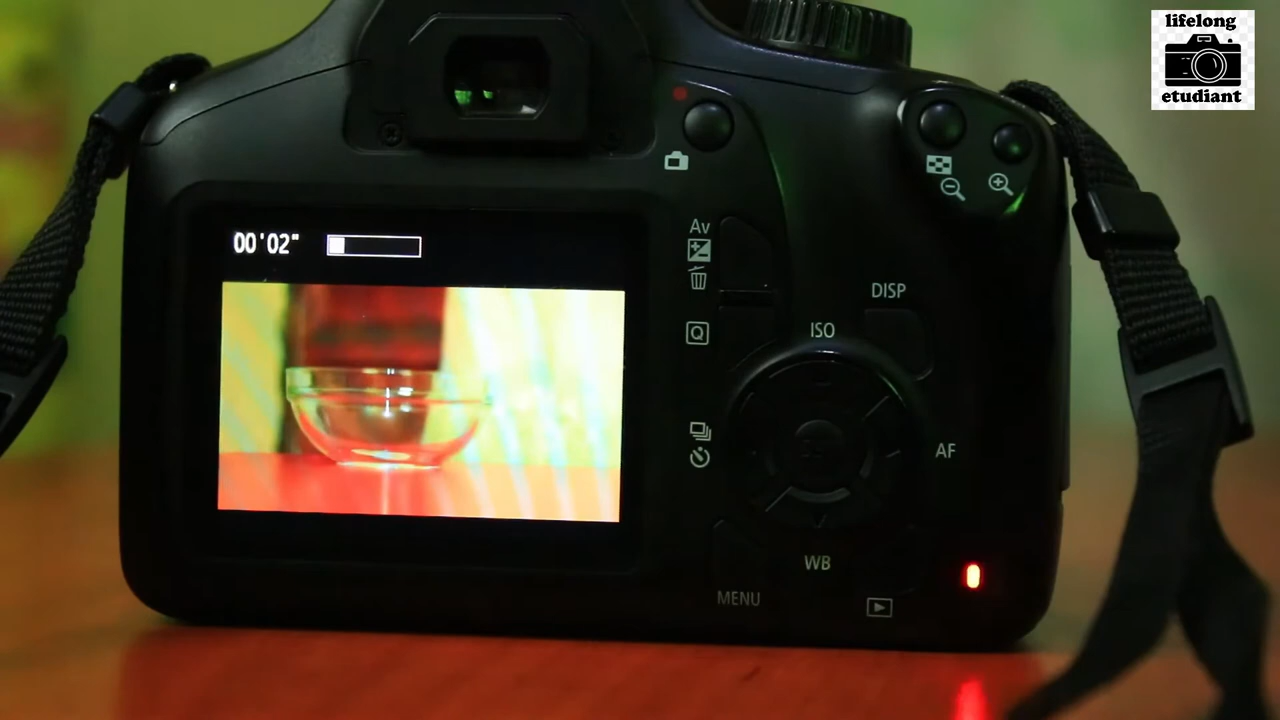 lifelong
etudiant
00'02"
Av
Q
DISP
ISO
AF
WB
MENU